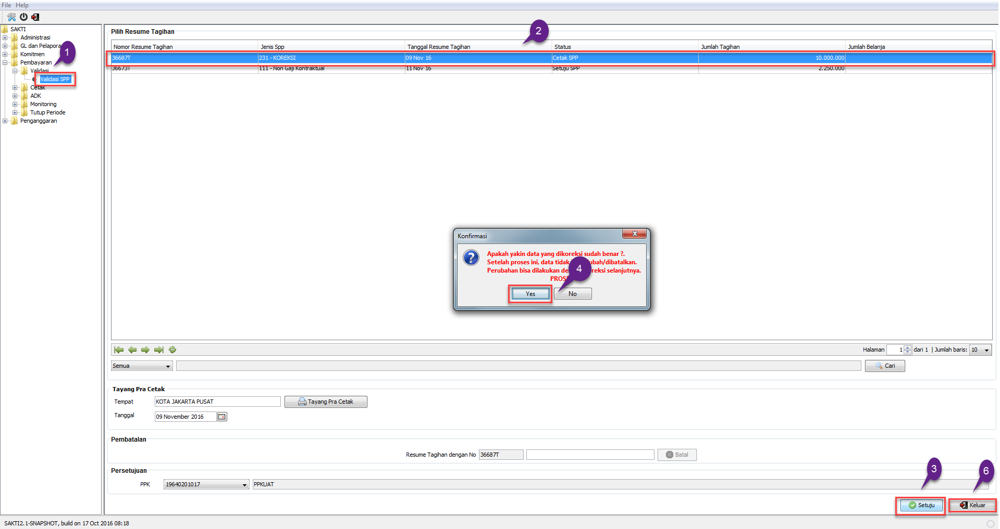 File Help
SAKTI
Administrasi
GL dan Pelapora
Komitmen
Pembayaran
Validasi
Validasi SPP
Cetak
ADK
Monitoring
Tutup Periode
Penganggaran
1
2
Pilih Resume Tagihan
Nomor Resume Tagihan Jenis Spp Tanggal Resume Tagihan Status Jumlah Tagihan Jumlah Belanja
36687T 231 - KOREKSI 09 Nov 16 Cetak SPP 10.000.000
36673T 111 - Non Gaji Kontraktual 11 Nov 16 Setuju SPP 2.250.000
Konfirmasi
Apakah yakin data yang dikoreksi sudah benar ?.
Setelah proses ini, data tidak ubah/dibatalkan.
Perubahan bisa dilakukan de reksi selanjutnya.
PROS
4
Yes No
Halaman 1 dari 1 | Jumlah baris: 10
Semua Cari
Tayang Pra Cetak
Tempat KOTA JAKARTA PUSAT Tayang Pra Cetak
Tanggal 09 November 2016
Pembatalan
Resume Tagihan dengan No 36687T Batal
Persetujuan
PPK 19640201017 PPKUAT
3
6
Setuju Keluar
SAKTI2.1-SNAPSHOT, build on 17 Oct 2016 08:18